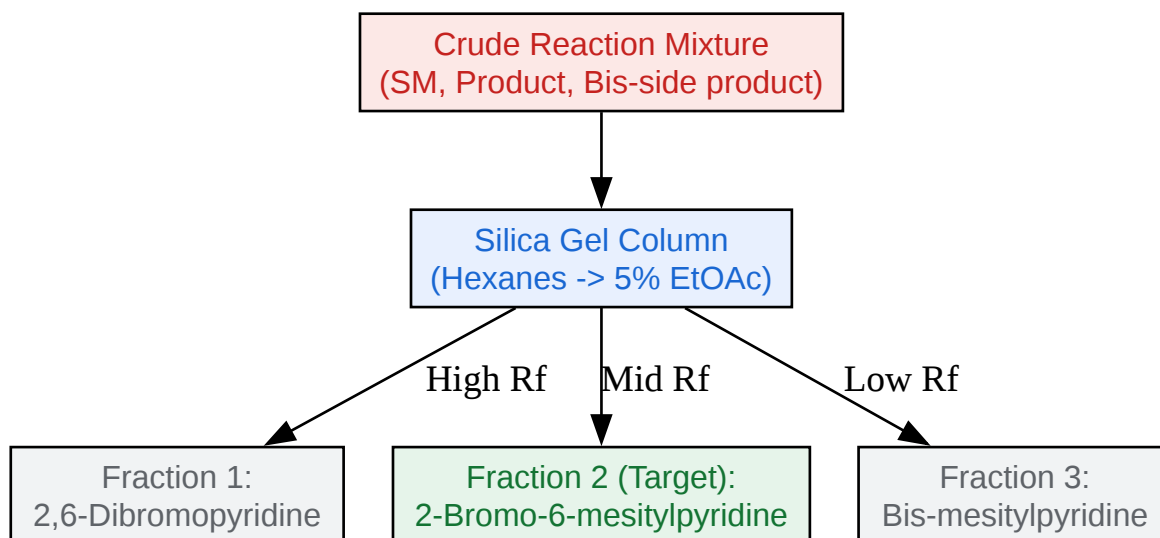 Crude Reaction Mixture
(SM, Product, Bis-side product)
Silica Gel Column
(Hexanes -> 5% EtOAc)
High Rf
Mid Rf
Low Rf
Fraction 1:
2,6-Dibromopyridine
Fraction 2 (Target):
2-Bromo-6-mesitylpyridine
Fraction 3:
Bis-mesitylpyridine